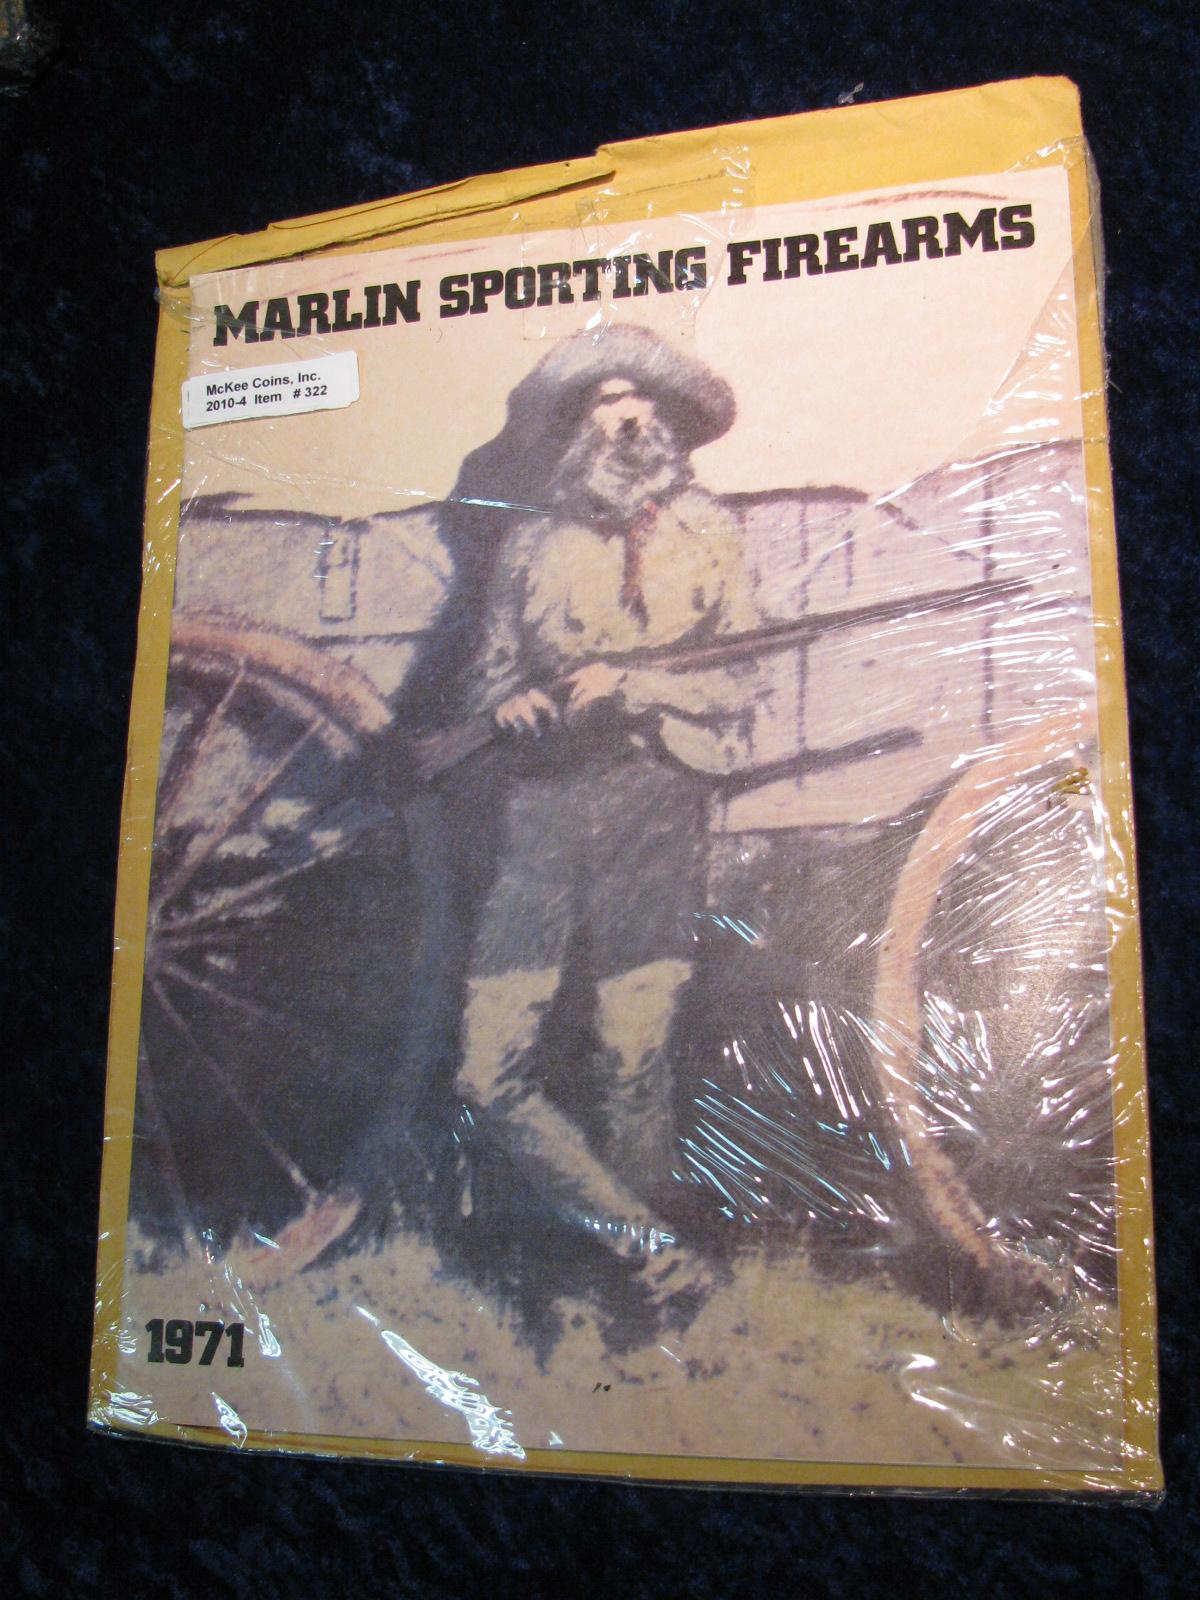 MARLIN SPORTING FIREARMS
McKee Coins, Inc.
2010-4 Item # 322
1971